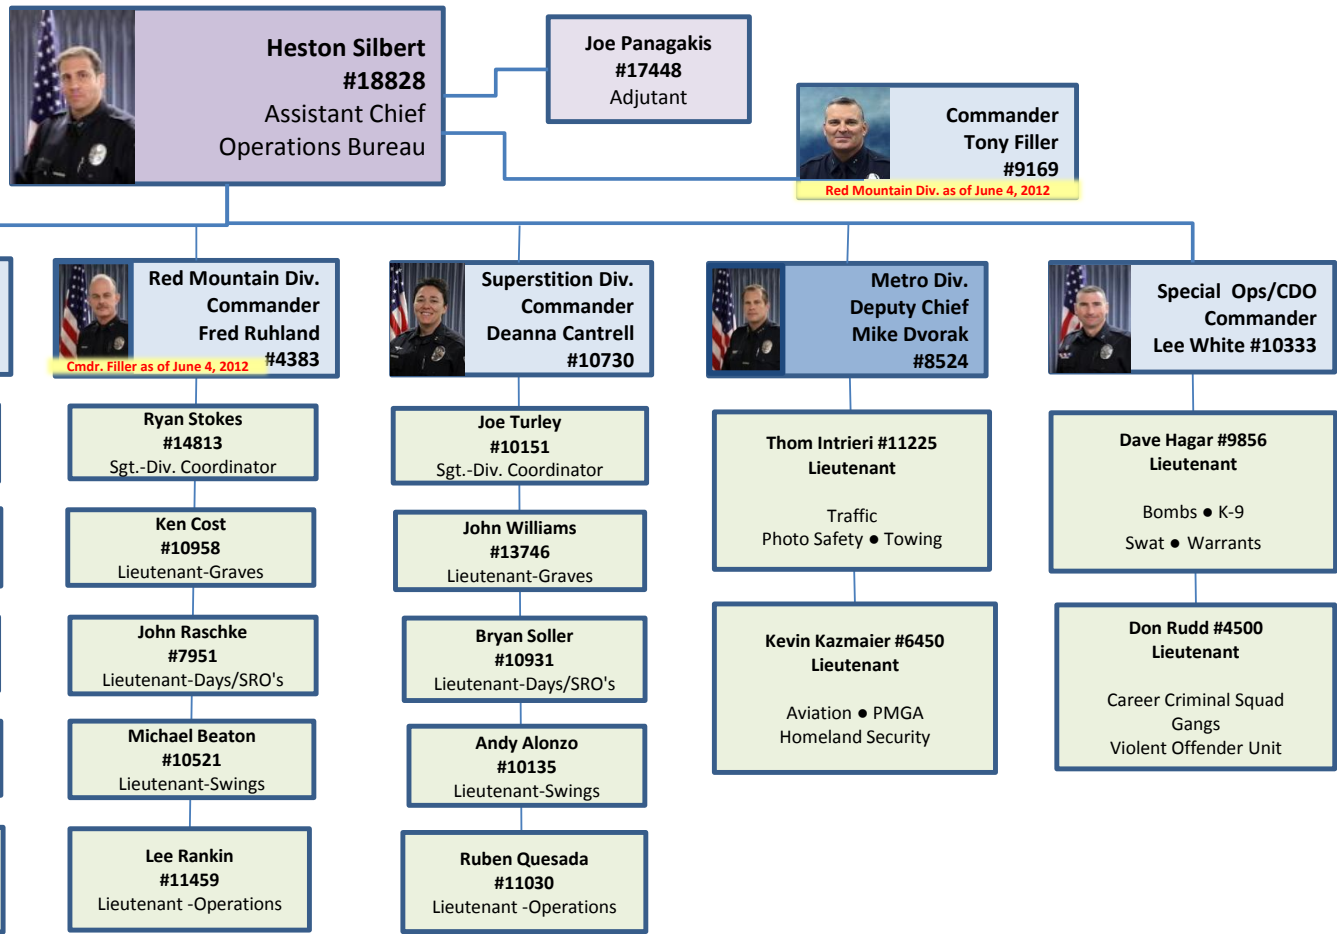 Heston Silbert
#18828
Assistant Chief
Operations Bureau
Joe Panagakis
#17448
Adjutant
Commander
Tony Filler
#9169
Red Mountain Div. as of June 4, 2012
Red Mountain Div.
Commander
Fred Ruhland
#4383
Cmdr. Filler as of June 4, 2012
Ryan Stokes
#14813
Sgt.-Div. Coordinator
Ken Cost
#10958
Lieutenant-Graves
John Raschke
#7951
Lieutenant-Days/SRO's
Michael Beaton
#10521
Lieutenant-Swings
Lee Rankin
#11459
Lieutenant -Operations
Superstition Div.
Commander
Deanna Cantrell
#10730
Joe Turley
#10151
Sgt.-Div. Coordinator
John Williams
#13746
Lieutenant-Graves
Bryan Soller
#10931
Lieutenant-Days/SRO's
Andy Alonzo
#10135
Lieutenant-Swings
Ruben Quesada
#11030
Lieutenant -Operations
Metro Div.
Deputy Chief
Mike Dvorak
#8524
Thom Intrieri #11225
Lieutenant
Traffic
Photo Safety ● Towing
Kevin Kazmaier #6450
Lieutenant
Aviation ● PMGA
Homeland Security
Special Ops/CDO
Commander
Lee White #10333
Dave Hagar #9856
Lieutenant
Bombs ● K-9
Swat ● Warrants
Don Rudd #4500
Lieutenant
Career Criminal Squad
Gangs
Violent Offender Unit